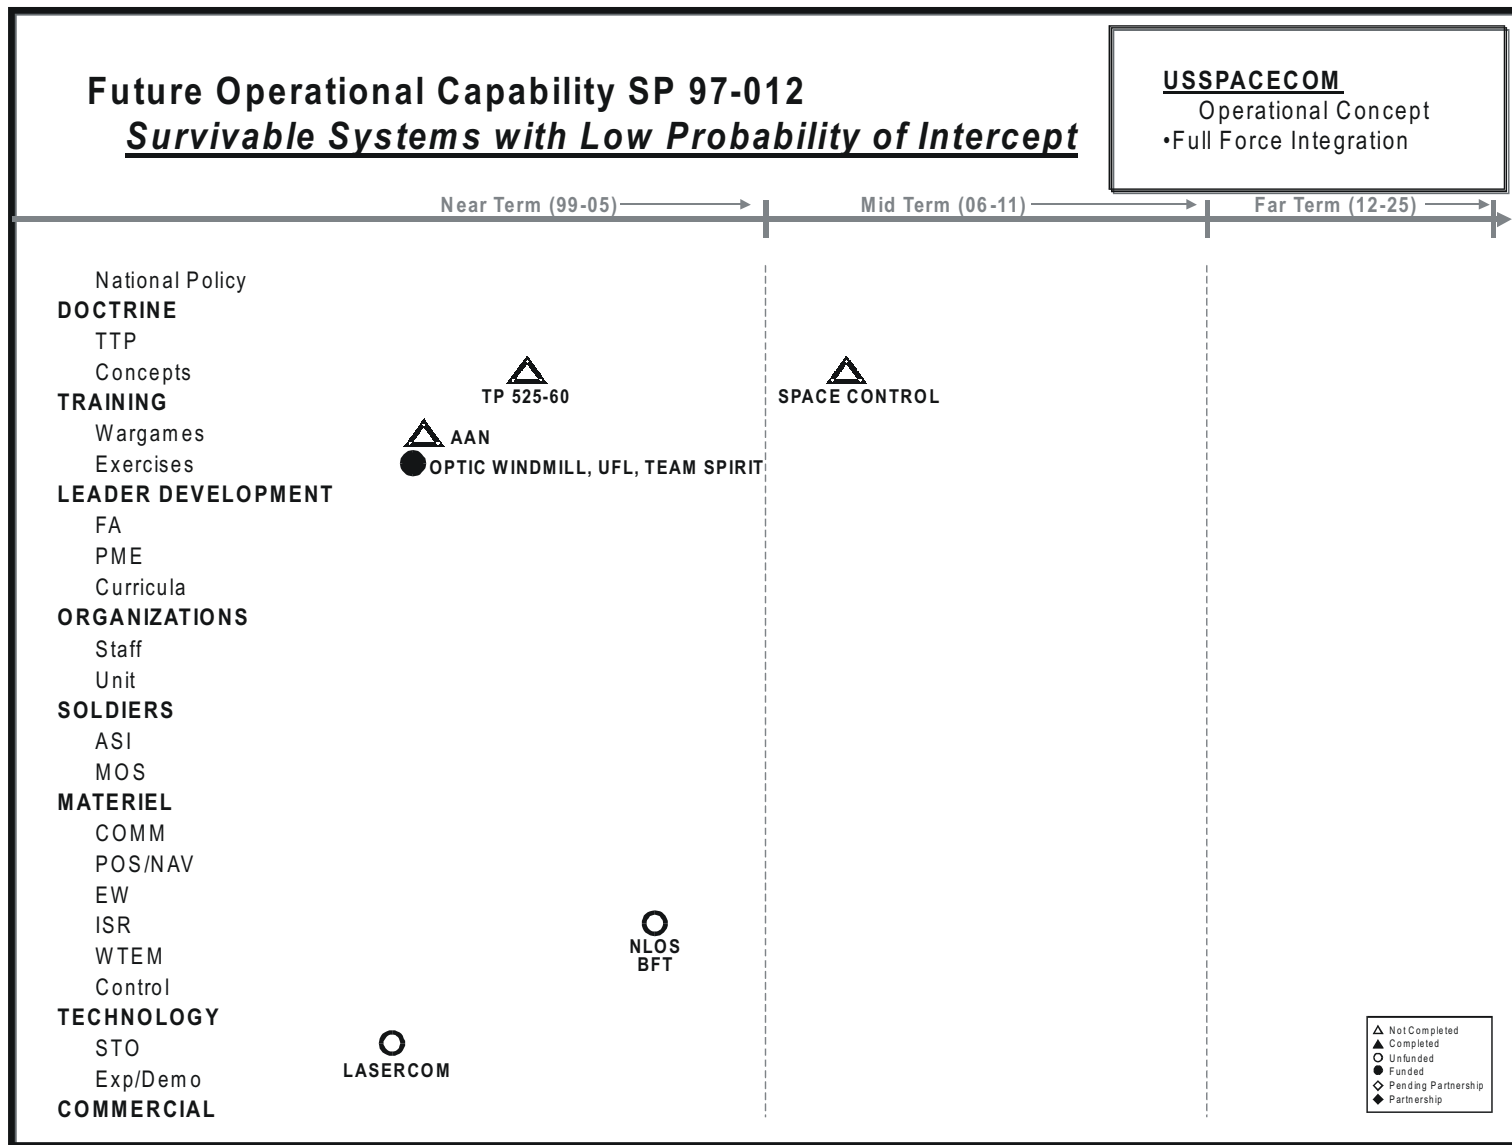 Future Operational Capability SP 97-012
Survivable Systems with Low Probability of Intercept
USSPACECOM
Operational Concept
•Full Force Integration
Near Term (99-05)
Mid Term (06-11)
Far Term (12-25)
National Policy
DOCTRINE
TTP
Concepts
TP 525-60
SPACE CONTROL
TRAINING
Wargames
AAN
Exercises
OPTIC WINDMILL, UFL, TEAM SPIRIT
LEADER DEVELOPMENT
FA
PME
Curricula
ORGANIZATIONS
Staff
Unit
SOLDIERS
ASI
MOS
MATERIEL
COMM
POS/NAV
EW
ISR
NLOS
BFT
WTEM
Control
TECHNOLOGY
STO
LASERCOM
Exp/Demo
COMMERCIAL
Not Completed
Completed
Unfunded
Funded
Pending Partnership
Partnership